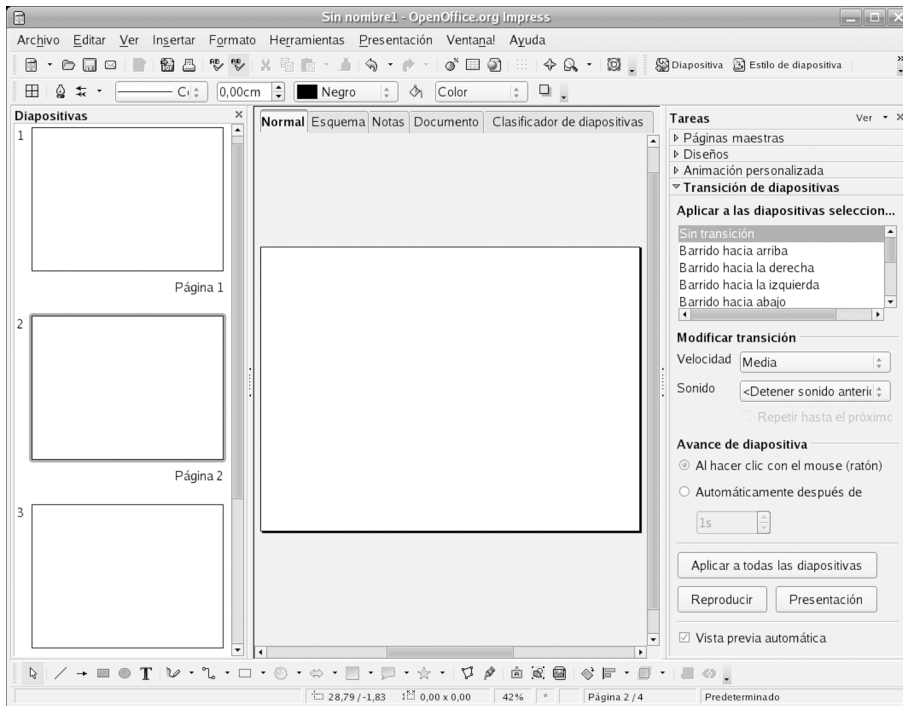 Sin nombre1 - OpenOffice.org Impress
Archivo Editar Ver Insertar Formato Herramientas Presentación Ventana! Ayuda
Diapositiva Estilo de diapositiva
0,00cm Negro Color
Diapositivas
1
Página 1
2
Página 2
3
Normal Esquema Notas Documento Clasificador de diapositivas
Tareas Ver
Páginas maestras
Diseños
Animación personalizada
Transición de diapositivas
Aplicar a las diapositivas seleccion...
Sin transición
Barrido hacia arriba
Barrido hacia la derecha
Barrido hacia la izquierda
Barrido hacia abajo
Modificar transición
Velocidad Media
Sonido <Detener sonido anteri
Repetir hasta el próximo
Avance de diapositiva
Al hacer clic con el mouse (ratón)
Automáticamente después de
1s
Aplicar a todas las diapositivas
Reproducir Presentación
Vista previa automática
28,79 / -1,83 0,00 x 0,00 42% * Página 2 / 4 Predeterminado